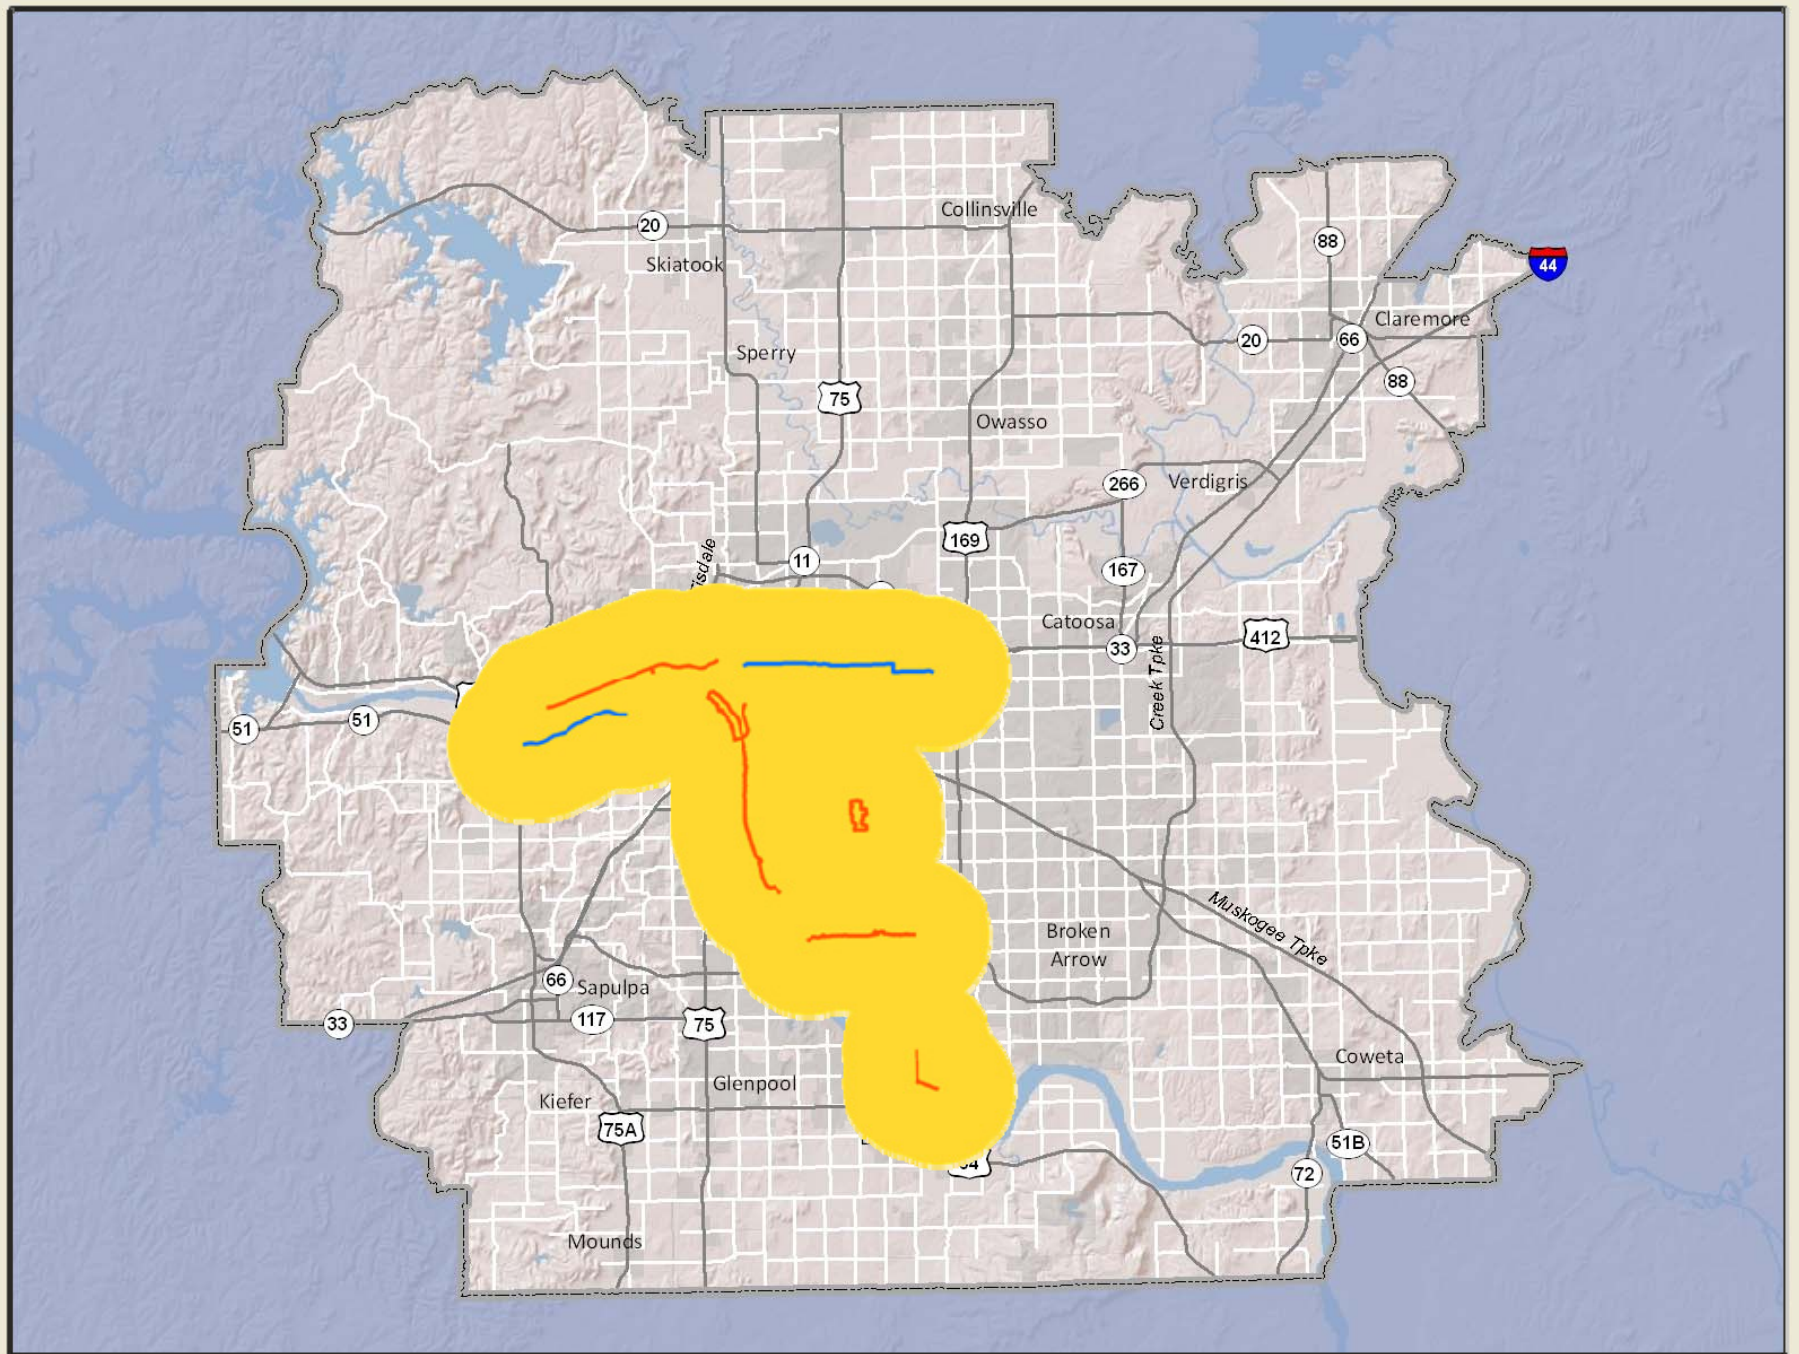 20
Skiatook
Collinsville
88
44
Claremore
20
66
88
Sperry
75
Owasso
266
Verdigris
169
11
167
Catoosa
33
412
Creek Tpke
51
51
Muskogee Tpke
Broken
Arrow
66
Sapulpa
117
75
33
Glenpool
Kiefer
75A
Coweta
51B
72
Mounds